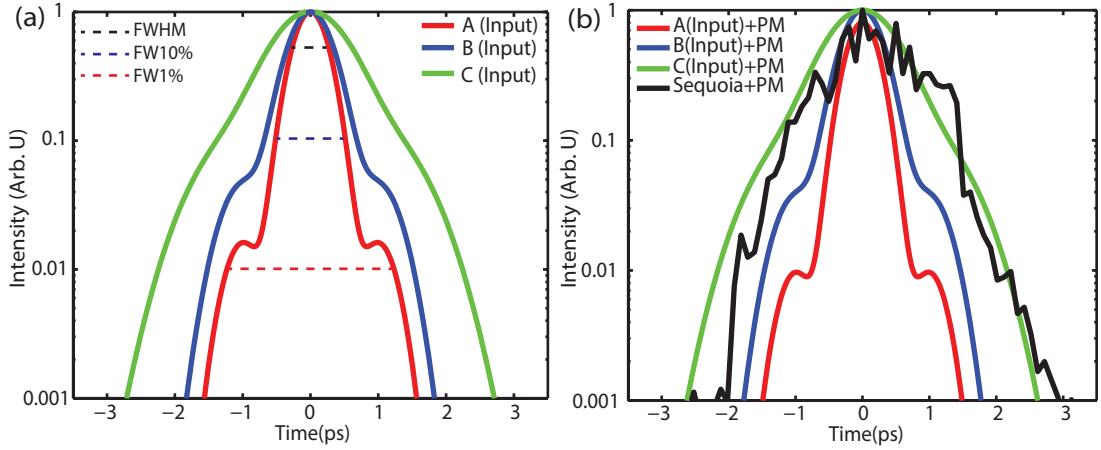 (a)
Intensity (Arb. U)
1
0.1
0.01
0.001
FWHM
FW10%
FW1%
A (Input)
B (Input)
C (Input)
−3 −2 −1 0 1 2 3
Time(ps)
(b)
Intensity (Arb. U)
1
0.1
0.01
0.001
A(Input)+PM
B(Input)+PM
C(Input)+PM
Sequoia+PM
−3 −2 −1 0 1 2 3
Time(ps)